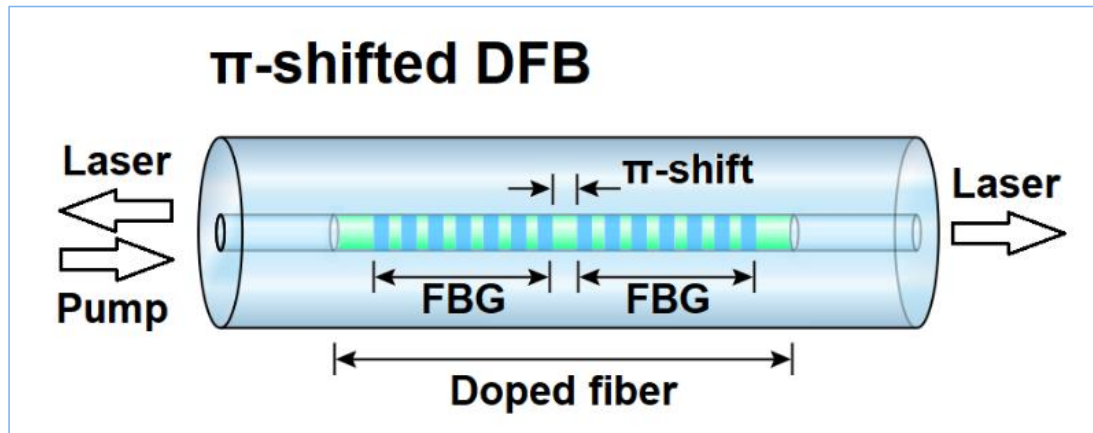 π-shifted DFB
Laser
π-shift
Laser
Pump
FBG
FBG
Doped fiber